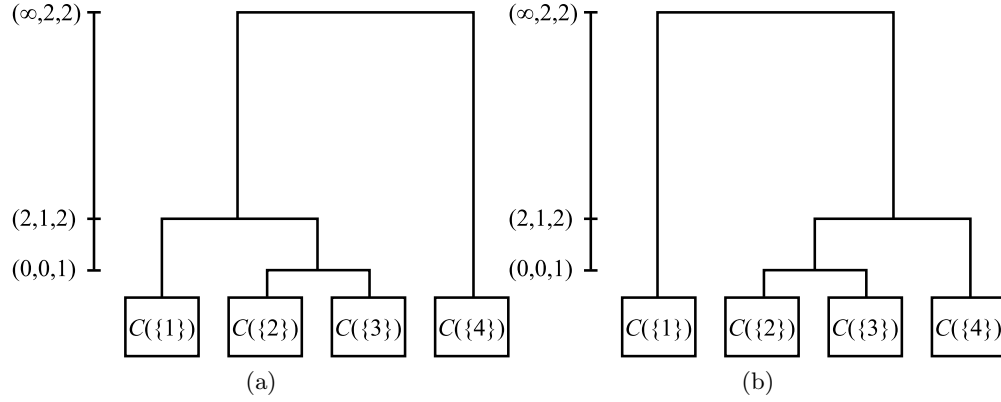 (∞,2,2)
(2,1,2)
(0,0,1)
C({1}) C({2}) C({3}) C({4})
(a)
(∞,2,2)
(2,1,2)
(0,0,1)
C({1}) C({2}) C({3}) C({4})
(b)